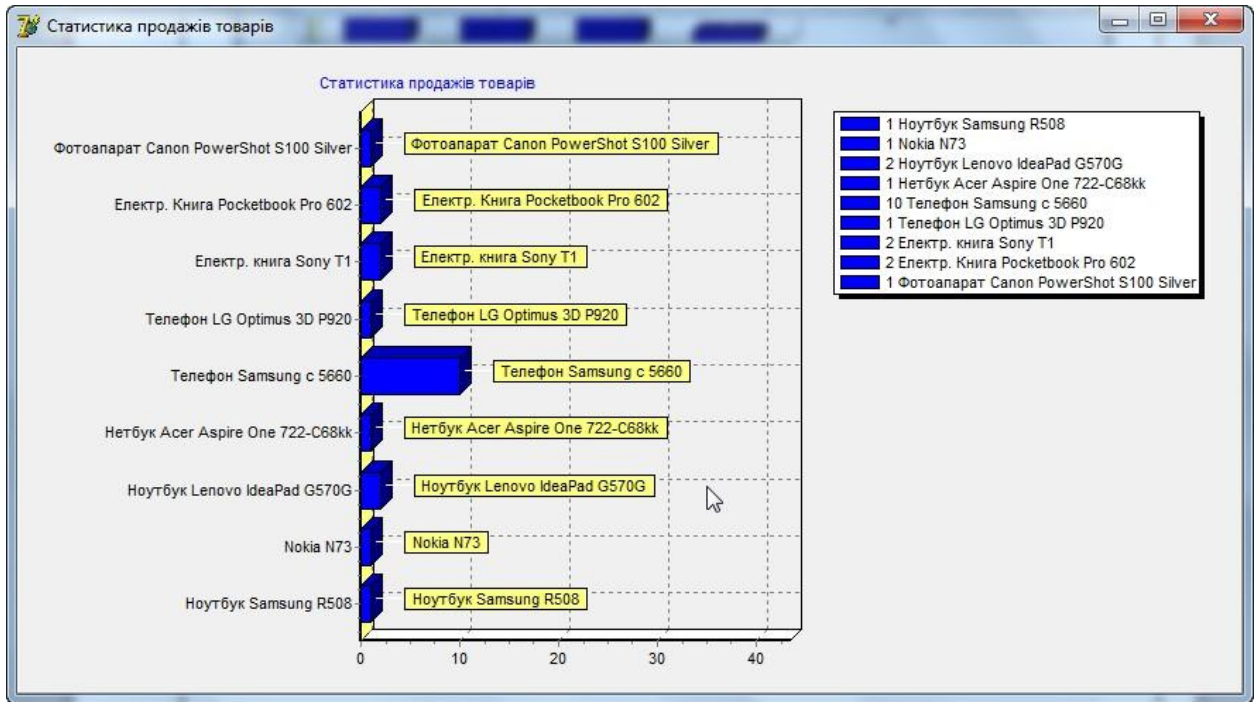 Статистика продажів товарів
Статистика продажів товарів
Фотоапарат Canon PowerShot S100 Silver
Фотоапарат Canon PowerShot S100 Silver
Електр. Книга Pocketbook Pro 602
Електр. Книга Pocketbook Pro 602
Електр. книга Sony T1
Електр. книга Sony T1
Телефон LG Optimus 3D P920
Телефон LG Optimus 3D P920
Телефон Samsung c 5660
Телефон Samsung c 5660
Нетбук Acer Aspire One 722-C68kk
Нетбук Acer Aspire One 722-C68kk
Ноутбук Lenovo IdeaPad G570G
Ноутбук Lenovo IdeaPad G570G
Nokia N73
Nokia N73
Ноутбук Samsung R508
Ноутбук Samsung R508
0 10 20 30 40
1 Ноутбук Samsung R508
1 Nokia N73
2 Ноутбук Lenovo IdeaPad G570G
1 Нетбук Acer Aspire One 722-C68kk
10 Телефон Samsung c 5660
1 Телефон LG Optimus 3D P920
2 Електр. книга Sony T1
2 Електр. Книга Pocketbook Pro 602
1 Фотоапарат Canon PowerShot S100 Silver